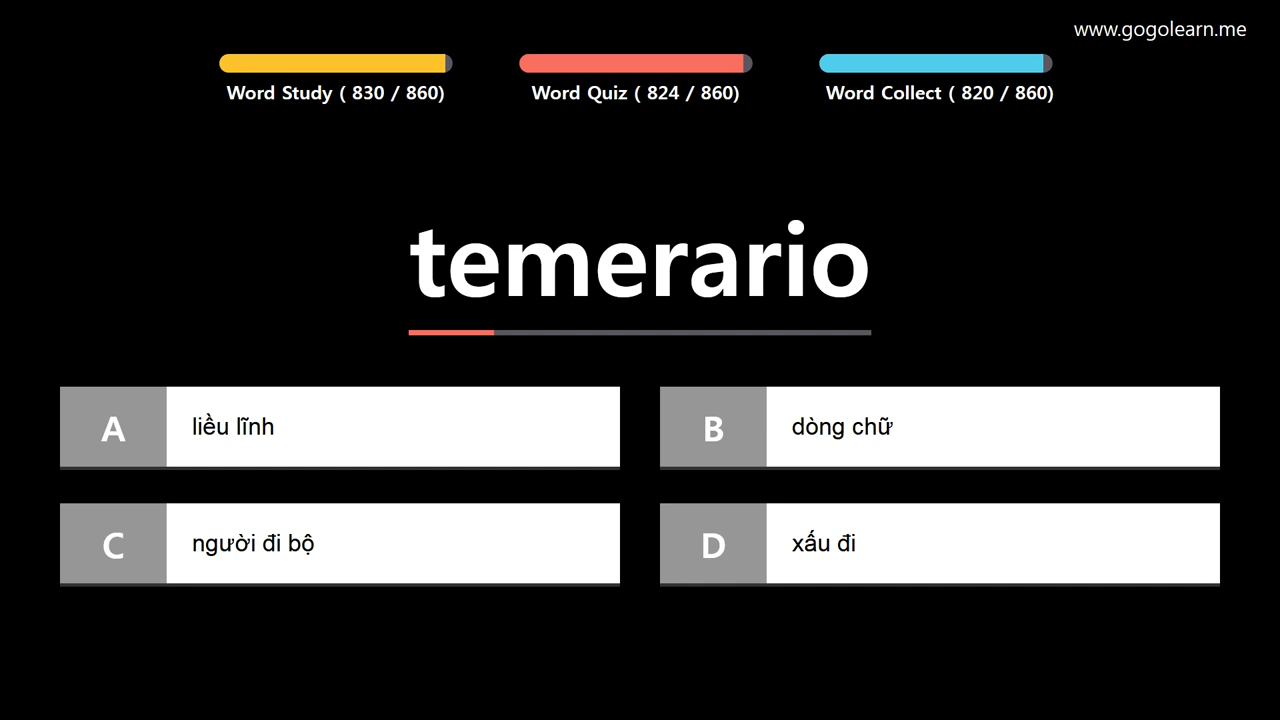 www.gogolearn.me
Word Study ( 830 / 860)
Word Quiz ( 824 / 860)
Word Collect ( 820 / 860)
temerario
A
liều lĩnh
B
dòng chữ
C
người đi bộ
D
xấu đi